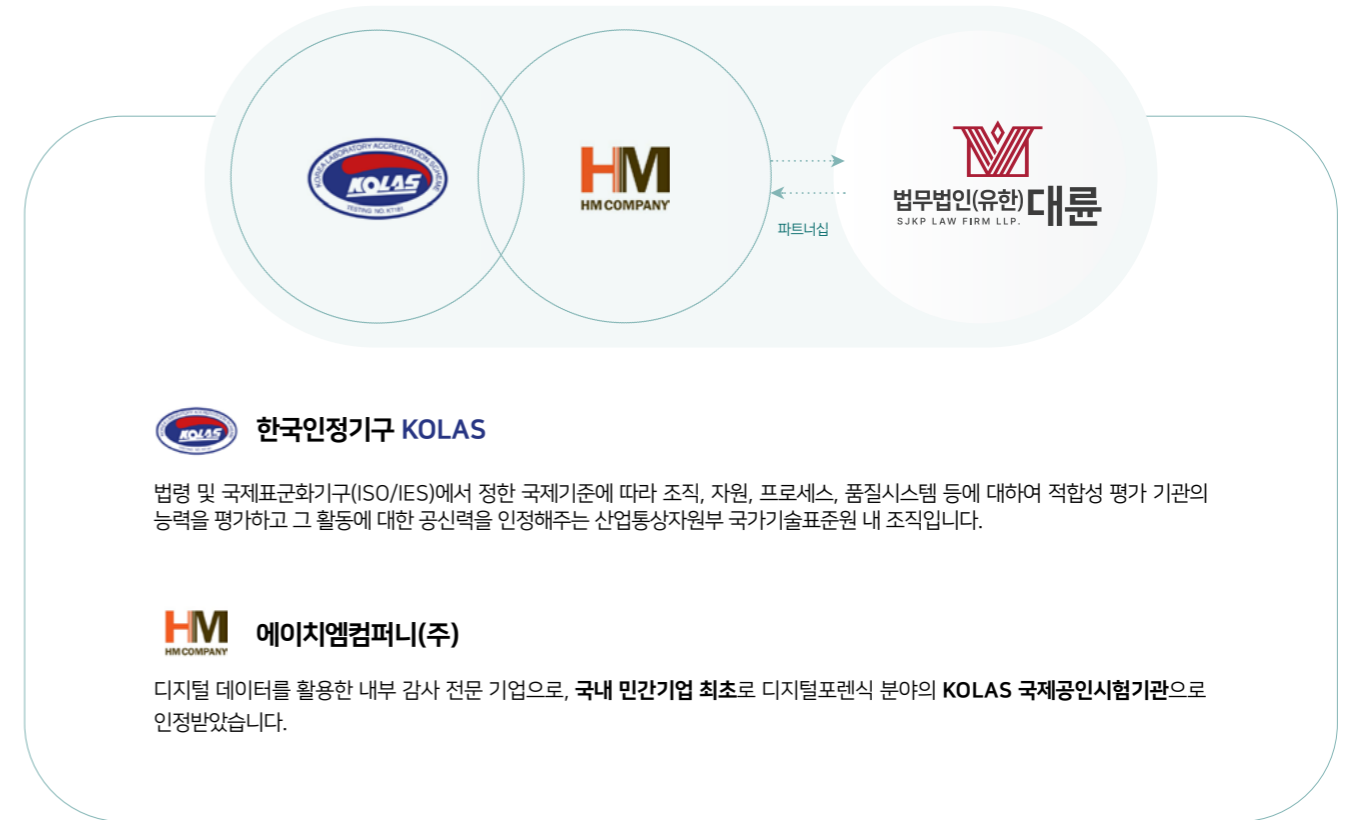 KOREA LABORATORY ACCREDITATION SCHEME
KOLAS
TESTING NO. KT181
HM
HM COMPANY
파트너십
법무법인(유한) 대륜
SJKP LAW FIRM LLP.
KOLAS
한국인정기구 KOLAS
법령 및 국제표군화기구(ISO/IES)에서 정한 국제기준에 따라 조직, 자원, 프로세스, 품질시스템 등에 대하여 적합성 평가 기관의
능력을 평가하고 그 활동에 대한 공신력을 인정해주는 산업통상자원부 국가기술표준원 내 조직입니다.
HM
HM COMPANY
에이치엠컴퍼니(주)
디지털 데이터를 활용한 내부 감사 전문 기업으로, 국내 민간기업 최초로 디지털포렌식 분야의 KOLAS 국제공인시험기관으로
인정받았습니다.